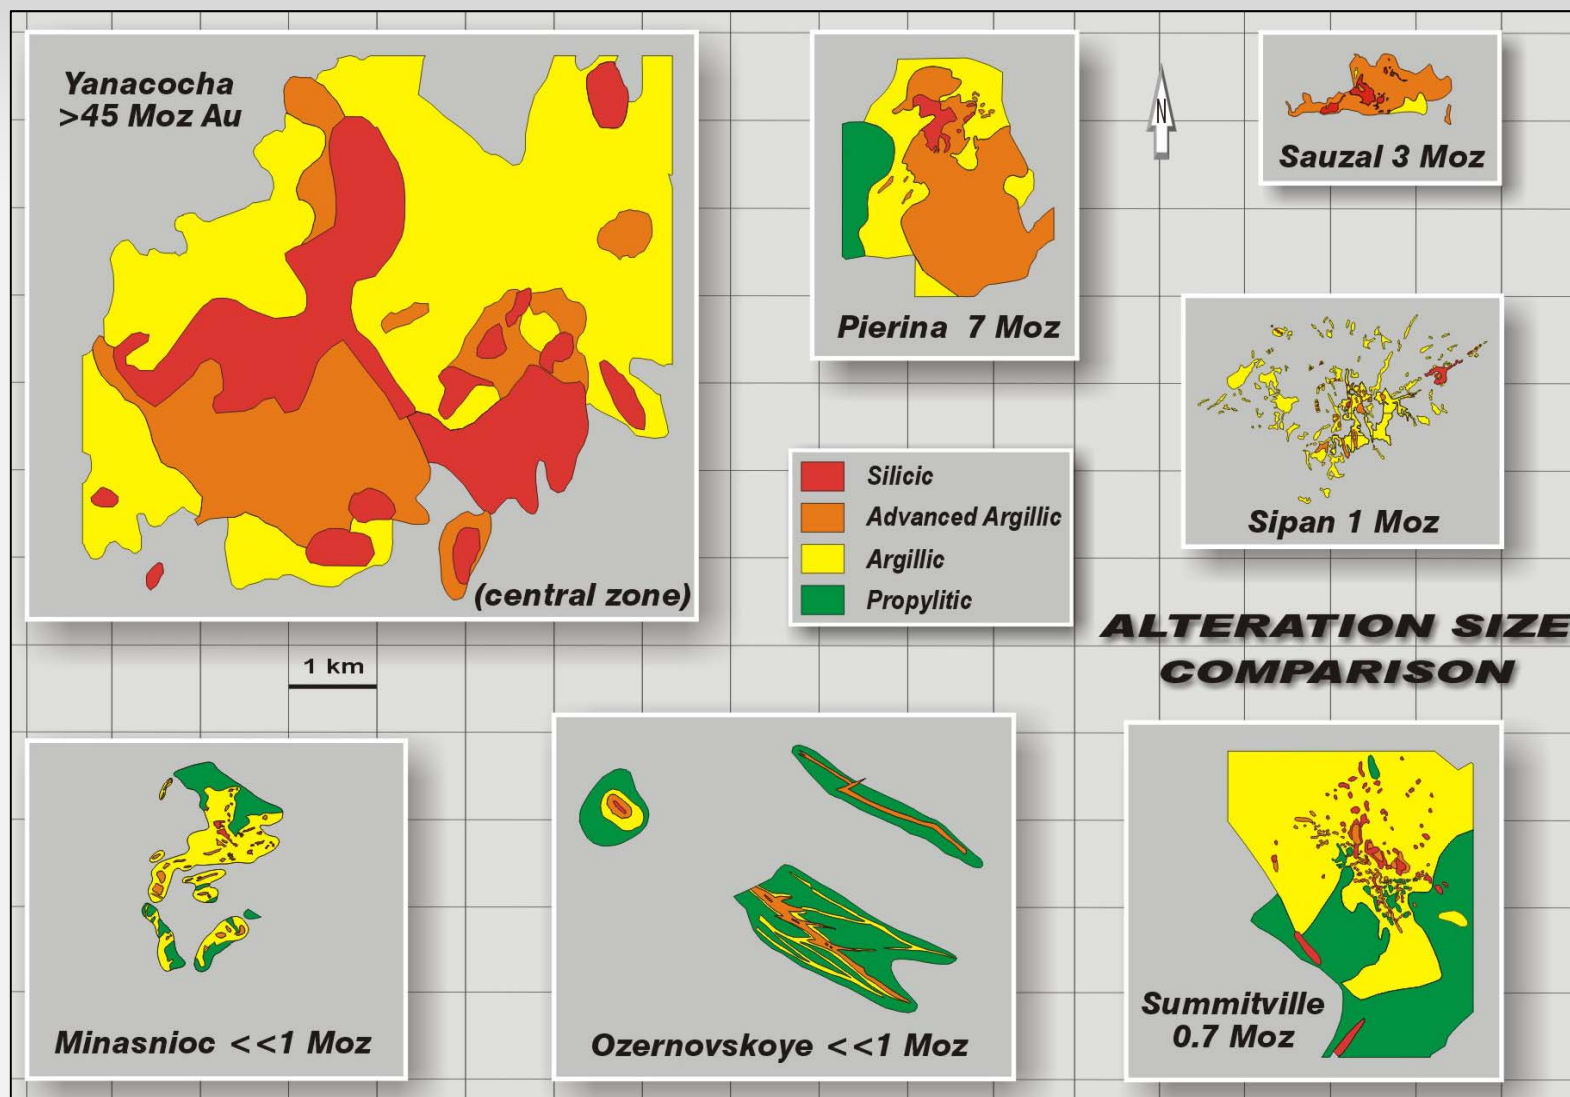 Yanacocha
>45 Moz Au
(central zone)
Pierina 7 Moz
N
Sauzal 3 Moz
Sipan 1 Moz
Silicic
Advanced Argillic
Argillic
Propylitic
ALTERATION SIZE
COMPARISON
1 km
Minasnioc <<1 Moz
Ozernovskoye <<1 Moz
Summitville
0.7 Moz